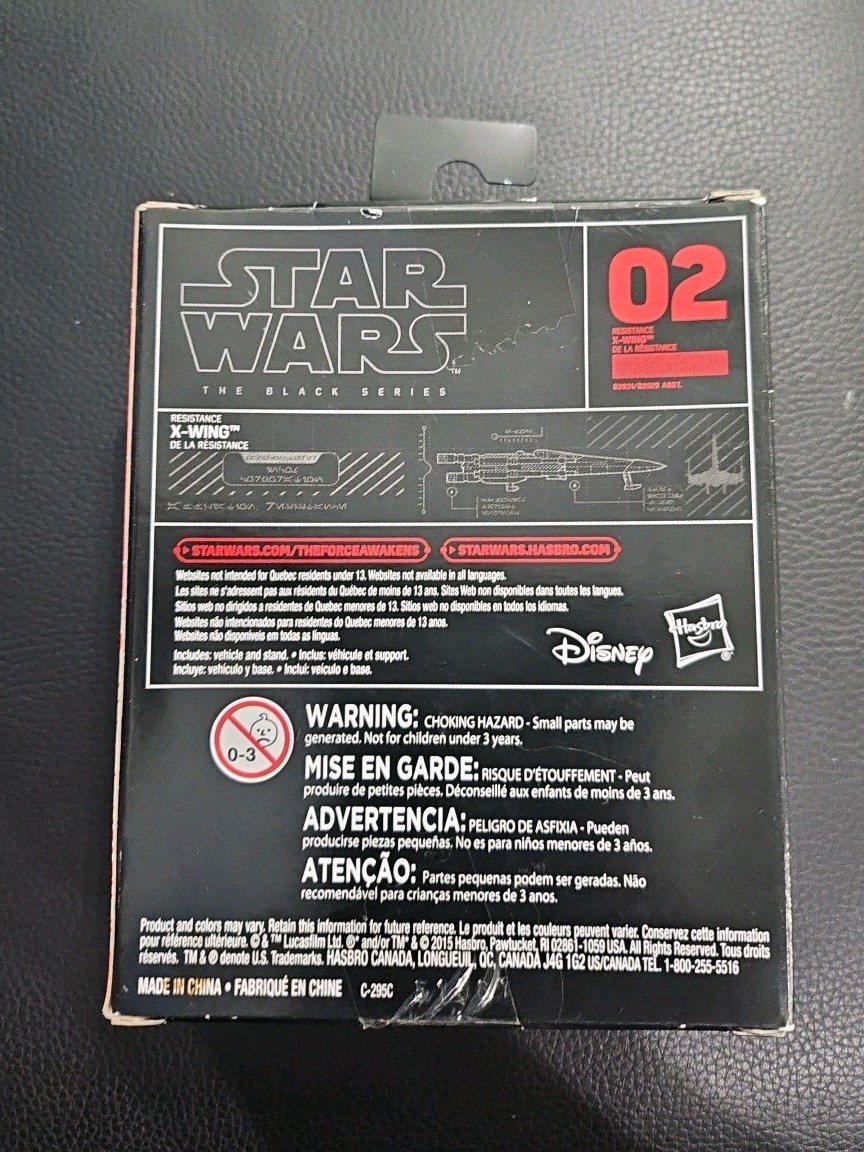 STAR
WARS™
THE BLACK SERIES
02
RESISTANCE
X-WING™
DE LA RÉSISTANCE
B3931/B3929 ASST.
RESISTANCE
X-WING™
DE LA RÉSISTANCE
STARWARS.COM/THEFORCEAWAKENS STARWARS.HASBRO.COM
Websites not intended for Quebec residents under 13. Websites not available in all languages.
Les sites ne s'adressent pas aux résidents du Québec de moins de 13 ans. Sites Web non disponibles dans toutes les langues.
Sitios web no dirigidos a residentes de Quebec menores de 13. Sitios web no disponibles en todos los idiomas.
Websites não intencionados para residentes do Quebec menores de 13 anos.
Websites não disponíveis em todas as línguas.
Includes: vehicle and stand. • Inclus: véhicule et support.
Incluye: vehículo y base. • Inclui: veículo e base.
Disney
Hasbro®
0-3
WARNING: CHOKING HAZARD - Small parts may be
generated. Not for children under 3 years.
MISE EN GARDE: RISQUE D'ÉTOUFFEMENT - Peut
produire de petites pièces. Déconseillé aux enfants de moins de 3 ans.
ADVERTENCIA: PELIGRO DE ASFIXIA - Pueden
producirse piezas pequeñas. No es para niños menores de 3 años.
ATENÇÃO: Partes pequenas podem ser geradas. Não
recomendável para crianças menores de 3 anos.
Product and colors may vary. Retain this information for future reference. Le produit et les couleurs peuvent varier. Conservez cette information
pour référence ultérieure. © & ™ Lucasfilm Ltd. ®* and/or TM* & © 2015 Hasbro, Pawtucket, RI 02861-1059 USA. All Rights Reserved. Tous droits
réservés. TM & ® denote U.S. Trademarks. HASBRO CANADA, LONGUEUIL, QC, CANADA J4G 1G2 US/CANADA TEL. 1-800-255-5516
MADE IN CHINA • FABRIQUÉ EN CHINE C-295C